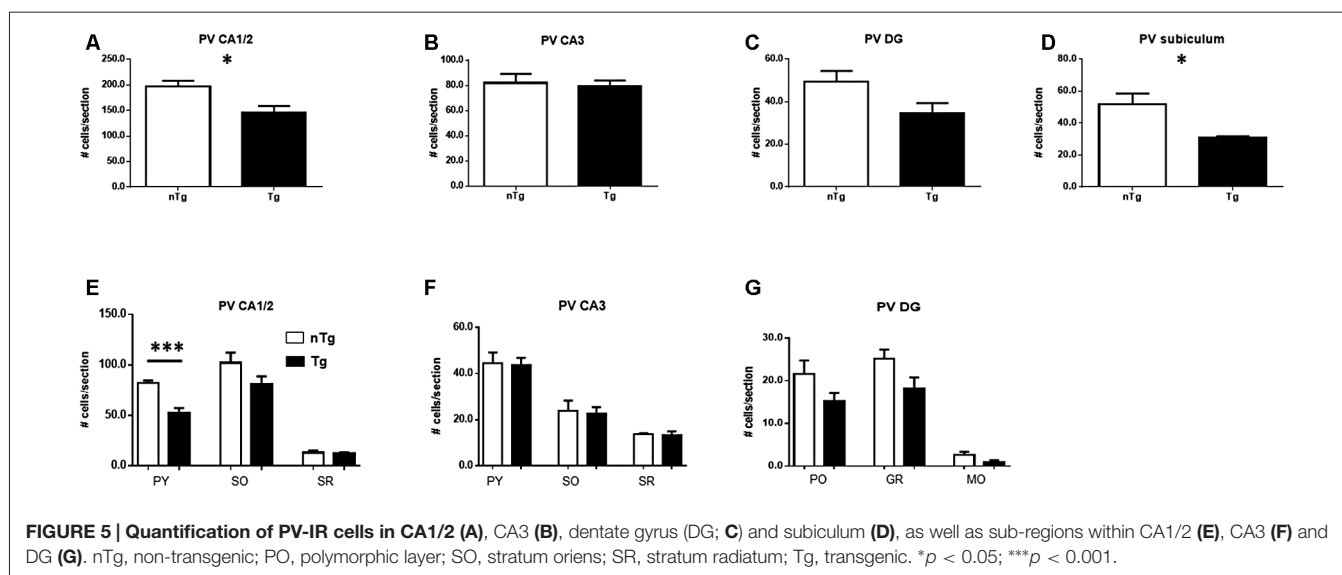 A
PV CA1/2
*
250.0
200.0
150.0
100.0
50.0
0.0
# cells/section
nTg Tg
B
PV CA3
100.0
80.0
60.0
40.0
20.0
0.0
# cells/section
nTg Tg
C
PV DG
60.0
40.0
20.0
0.0
# cells/section
nTg Tg
D
PV subiculum
*
80.0
60.0
40.0
20.0
0.0
# cells/section
nTg Tg
E
PV CA1/2
150.0
100.0
50.0
0.0
# cells/section
***
nTg
Tg
PY SO SR
F
PV CA3
60.0
40.0
20.0
0.0
# cells/section
PY SO SR
G
PV DG
30.0
20.0
10.0
0.0
# cells/section
PO GR MO
FIGURE 5 | Quantification of PV-IR cells in CA1/2 (A), CA3 (B), dentate gyrus (DG; C) and subiculum (D), as well as sub-regions within CA1/2 (E), CA3 (F) and
DG (G). nTg, non-transgenic; PO, polymorphic layer; SO, stratum oriens; SR, stratum radiatum; Tg, transgenic. *p < 0.05; ***p < 0.001.